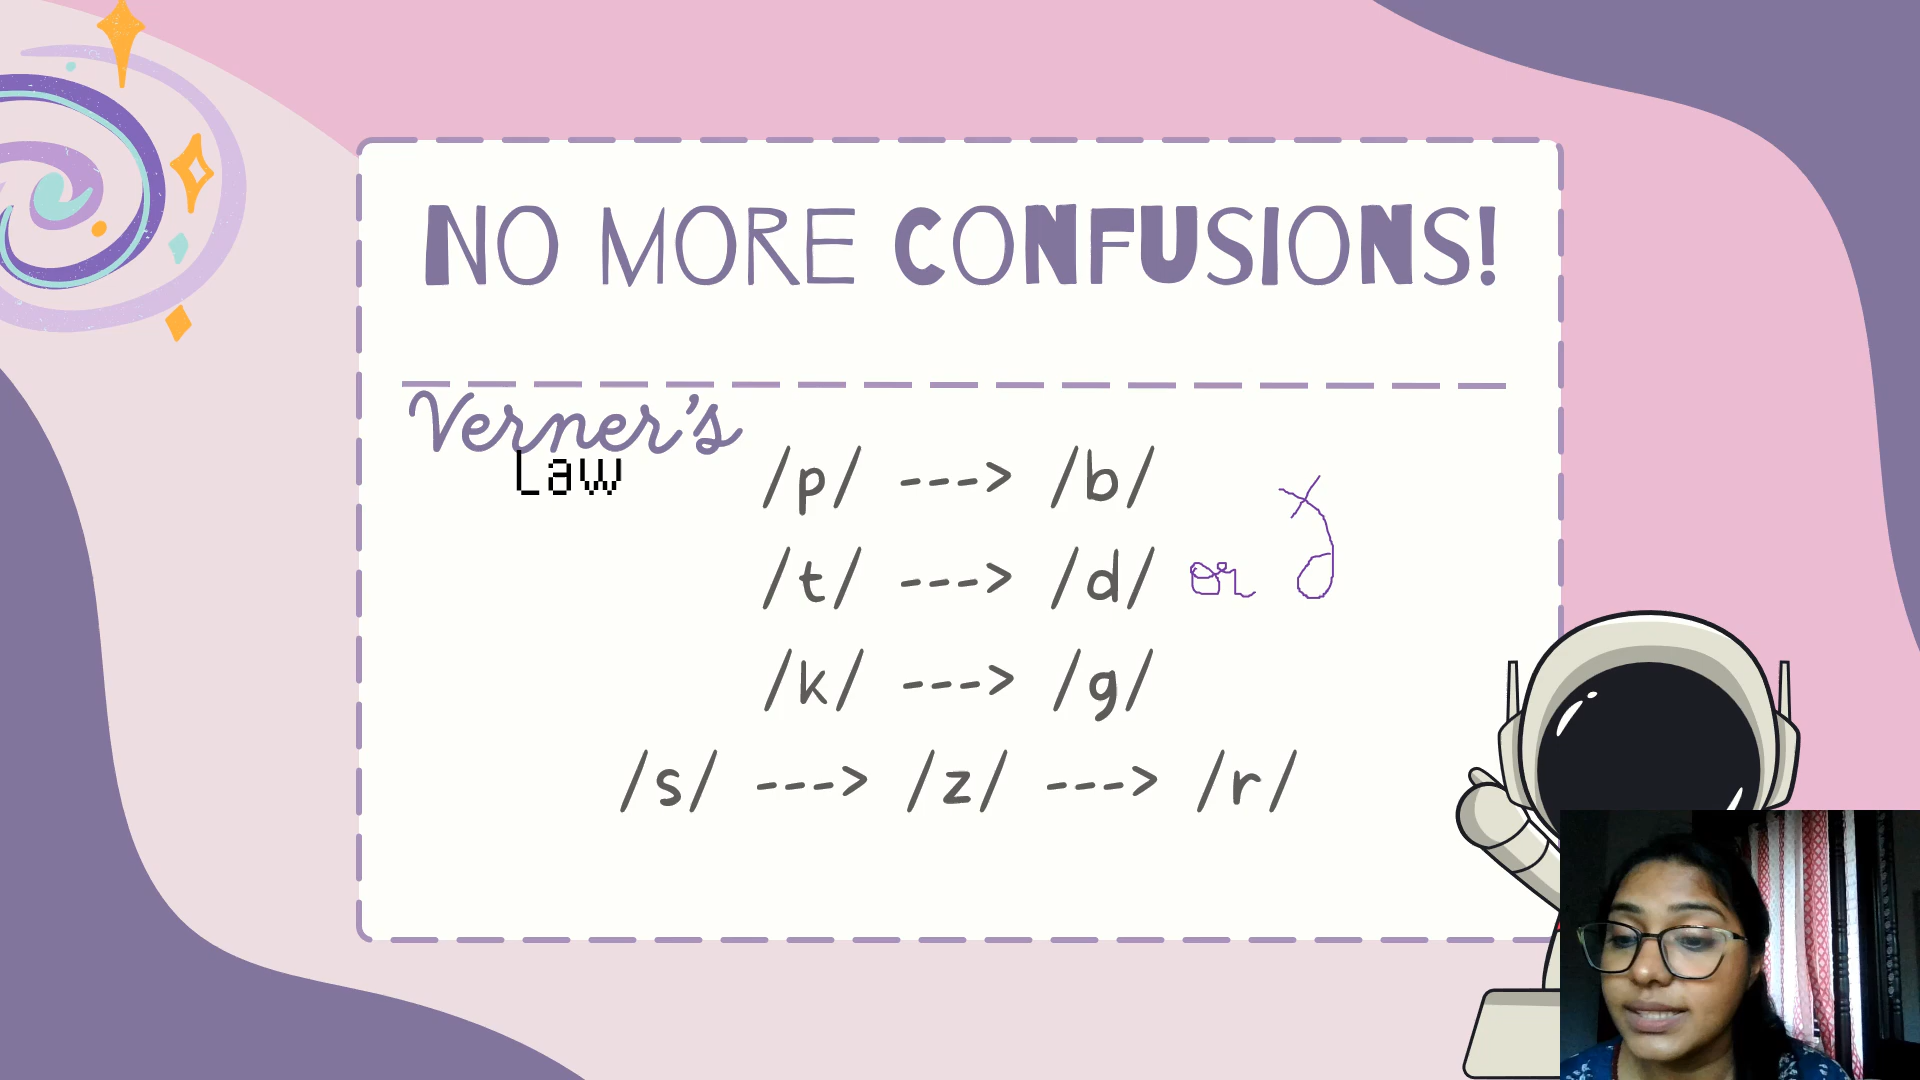 NO MORE CONFUSIONS!
Verner's
Law
/p/ ---> /b/
/t/ ---> /d/ or ð
/k/ ---> /g/
/s/ ---> /z/ ---> /r/